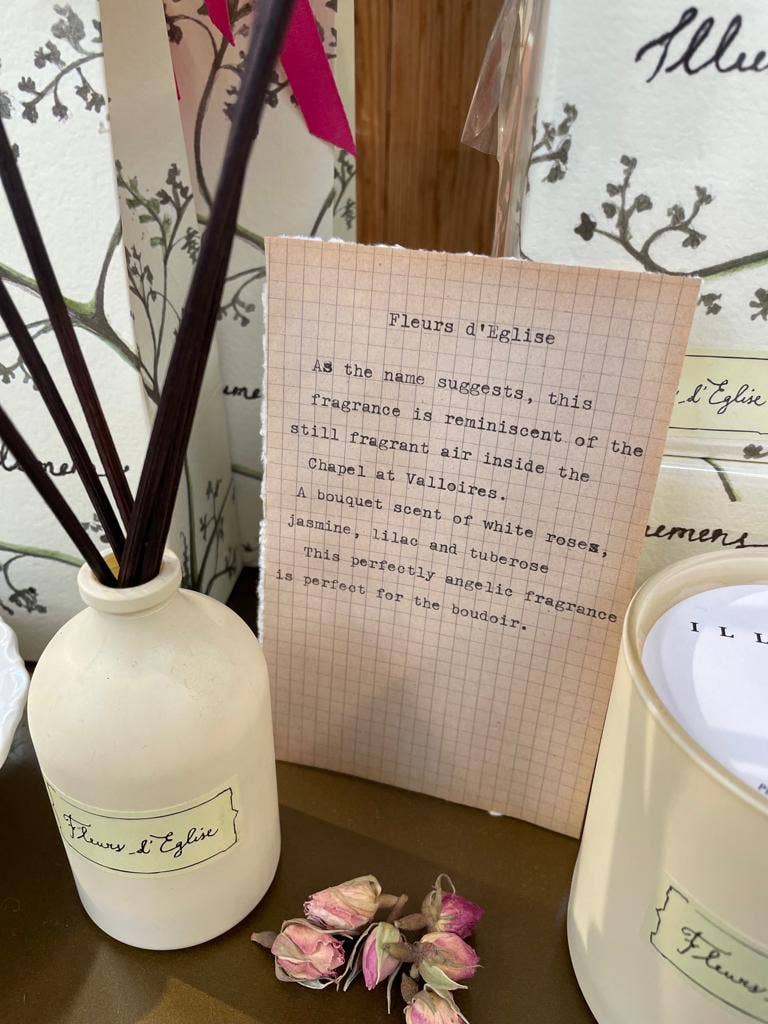 Fleurs d'Eglise
As the name suggests, this
fragrance is reminiscent of the
still fragrant air inside the
Chapel at Valloires.
A bouquet scent of white roses,
jasmine, lilac and tuberose
This perfectly angelic fragrance
is perfect for the boudoir.
d'Eglise
Fleurs d'Eglise
Fleurs